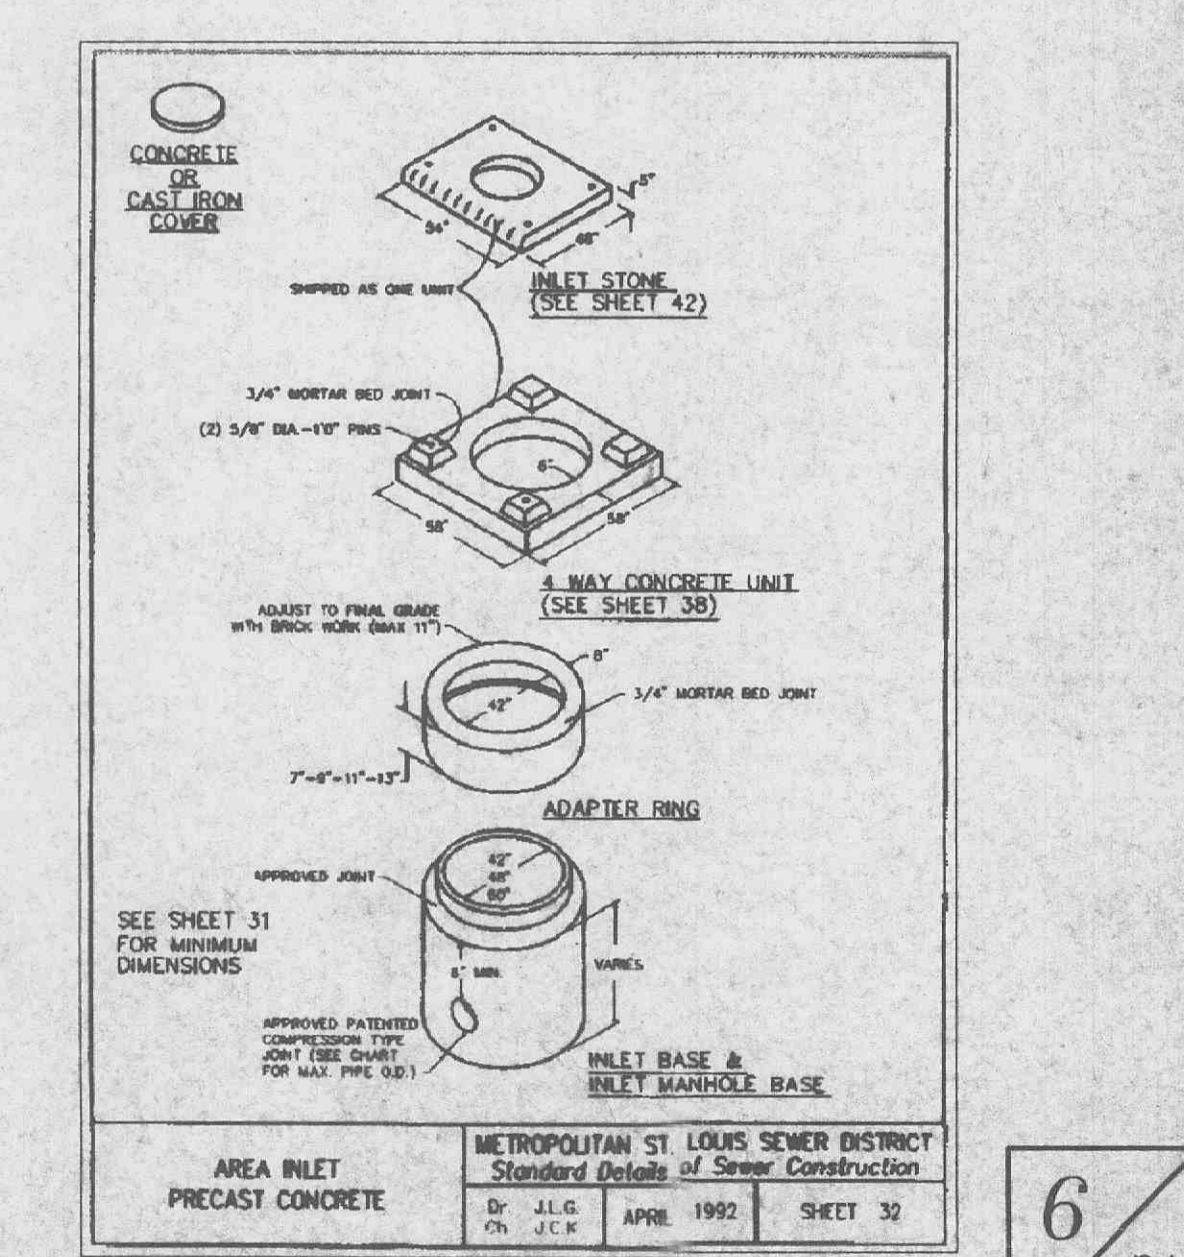 CONCRETE
OR
CAST IRON
COVER
5"
54"
48"
SHIPPED AS ONE UNIT
INLET STONE
(SEE SHEET 42)
3/4" MORTAR BED JOINT
(2) 5/8" DIA.-1'0" PINS
6"
58"
58"
4 WAY CONCRETE UNIT
(SEE SHEET 38)
ADJUST TO FINAL GRADE
WITH BRICK WORK (MAX 11")
8"
42"
3/4" MORTAR BED JOINT
7"-9"-11"-13"
ADAPTER RING
42"
48"
60"
APPROVED JOINT
SEE SHEET 31
FOR MINIMUM
DIMENSIONS
8" MIN.
VARIES
APPROVED PATENTED
COMPRESSION TYPE
JOINT (SEE CHART
FOR MAX. PIPE O.D.)
INLET BASE &
INLET MANHOLE BASE
AREA INLET
PRECAST CONCRETE
METROPOLITAN ST. LOUIS SEWER DISTRICT
Standard Details of Sewer Construction
Dr J.L.G.
Ch J.C.K
APRIL 1992
SHEET 32
6